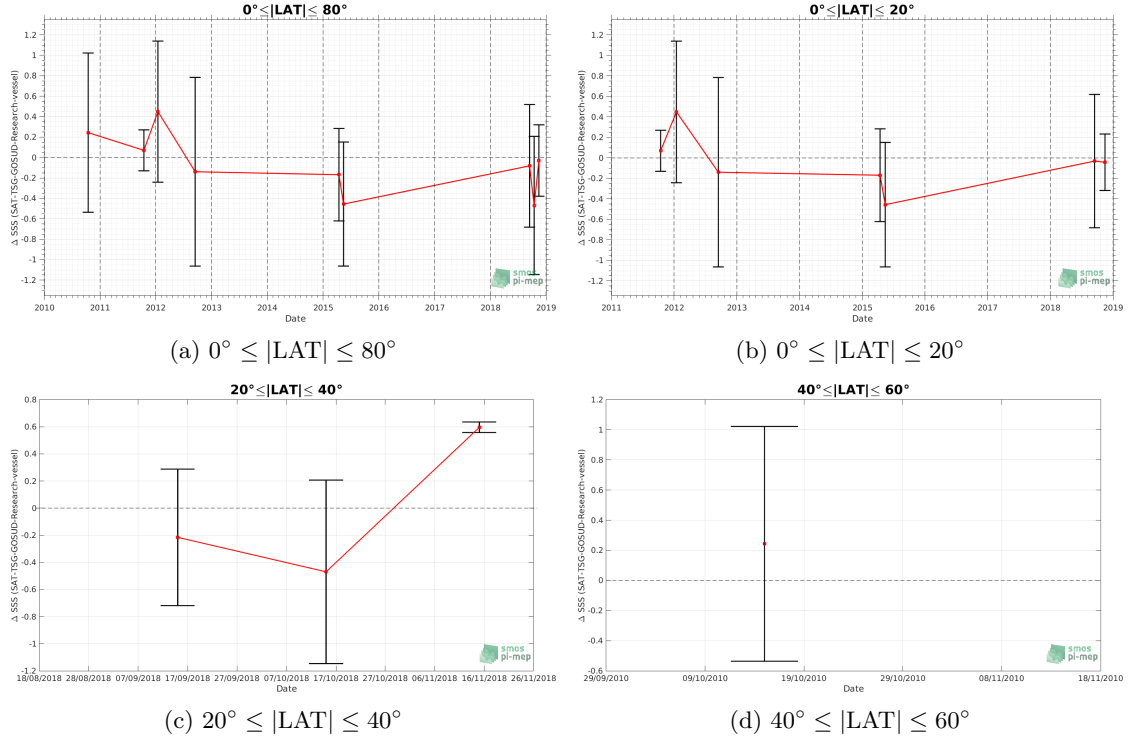 0°≤|LAT|≤ 80°
Δ SSS (SAT-TSG-GOSUD-Research-vessel)
1.2
1
0.8
0.6
0.4
0.2
0
-0.2
-0.4
-0.6
-0.8
-1
-1.2
2010 2011 2012 2013 2014 2015 2016 2017 2018 2019
Date
smos
pi-mep
(a) 0° ≤ |LAT| ≤ 80°
0°≤|LAT|≤ 20°
Δ SSS (SAT-TSG-GOSUD-Research-vessel)
1.2
1
0.8
0.6
0.4
0.2
0
-0.2
-0.4
-0.6
-0.8
-1
-1.2
2011 2012 2013 2014 2015 2016 2017 2018 2019
Date
smos
pi-mep
(b) 0° ≤ |LAT| ≤ 20°
20°≤|LAT|≤ 40°
Δ SSS (SAT-TSG-GOSUD-Research-vessel)
0.8
0.6
0.4
0.2
0
-0.2
-0.4
-0.6
-0.8
-1
-1.2
18/08/2018 28/08/2018 07/09/2018 17/09/2018 27/09/2018 07/10/2018 17/10/2018 27/10/2018 06/11/2018 16/11/2018 26/11/2018
Date
smos
pi-mep
(c) 20° ≤ |LAT| ≤ 40°
40°≤|LAT|≤ 60°
Δ SSS (SAT-TSG-GOSUD-Research-vessel)
1.2
1
0.8
0.6
0.4
0.2
0
-0.2
-0.4
-0.6
29/09/2010 09/10/2010 19/10/2010 29/10/2010 08/11/2010 18/11/2010
Date
smos
pi-mep
(d) 40° ≤ |LAT| ≤ 60°